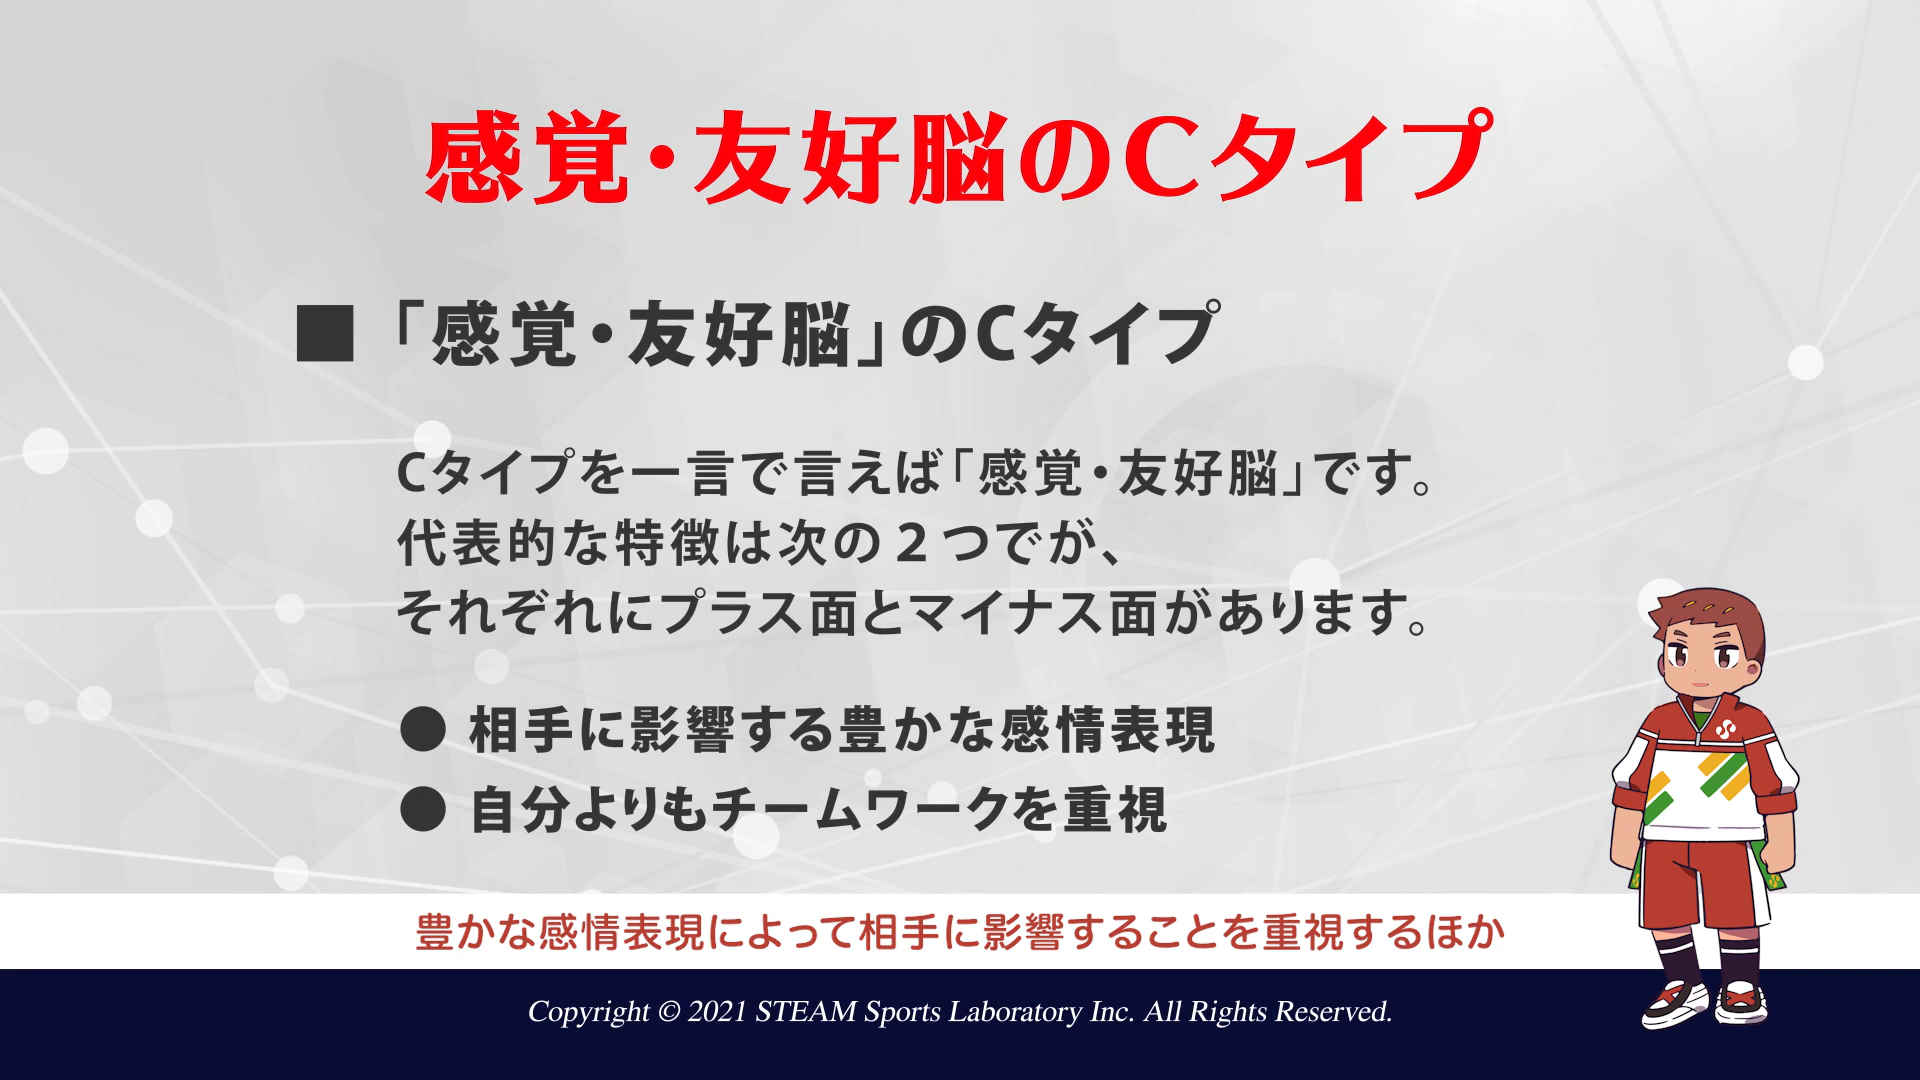 感覚・友好脳のCタイプ
■ 「感覚・友好脳」のCタイプ
Cタイプを一言で言えば「感覚・友好脳」です。
代表的な特徴は次の２つでが、
それぞれにプラス面とマイナス面があります。
● 相手に影響する豊かな感情表現
● 自分よりもチームワークを重視
豊かな感情表現によって相手に影響することを重視するほか
Copyright © 2021 STEAM Sports Laboratory Inc. All Rights Reserved.